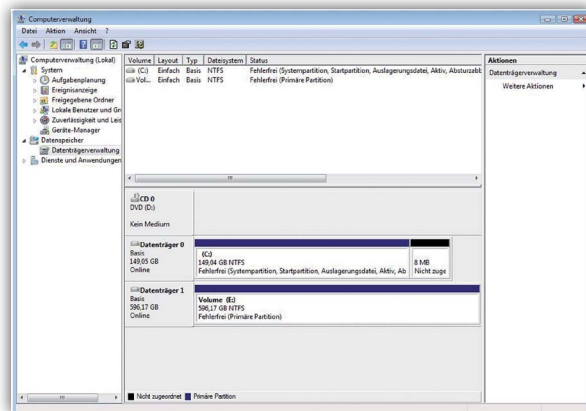 Computerverwaltung
Datei Aktion Ansicht ?
Computerverwaltung (Lokal)
System
Aufgabenplanung
Ereignisanzeige
Freigegebene Ordner
Lokale Benutzer und Gr
Zuverlässigkeit und Leis
Geräte-Manager
Datenspeicher
Datenträgerverwaltung
Dienste und Anwendungen
Volume Layout Typ Dateisystem Status
(C:) Einfach Basis NTFS Fehlerfrei (Systempartition, Startpartition, Auslagerungsdatei, Aktiv, Absturzabb
Vol... Einfach Basis NTFS Fehlerfrei (Primäre Partition)
CD 0
DVD (D:)
Kein Medium
Datenträger 0
Basis
149,05 GB
Online
(C:)
149,04 GB NTFS
Fehlerfrei (Systempartition, Startpartition, Auslagerungsdatei, Aktiv, Ab
8 MB
Nicht zuge
Datenträger 1
Basis
596,17 GB
Online
Volume (E:)
596,17 GB NTFS
Fehlerfrei (Primäre Partition)
Nicht zugeordnet Primäre Partition
Aktionen
Datenträgerverwaltung
Weitere Aktionen